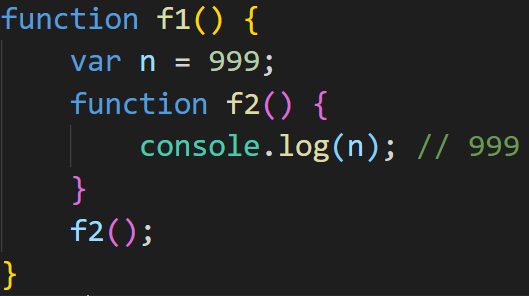 function f1() {
    var n = 999;
    function f2() {
        console.log(n); // 999
    }
    f2();
}